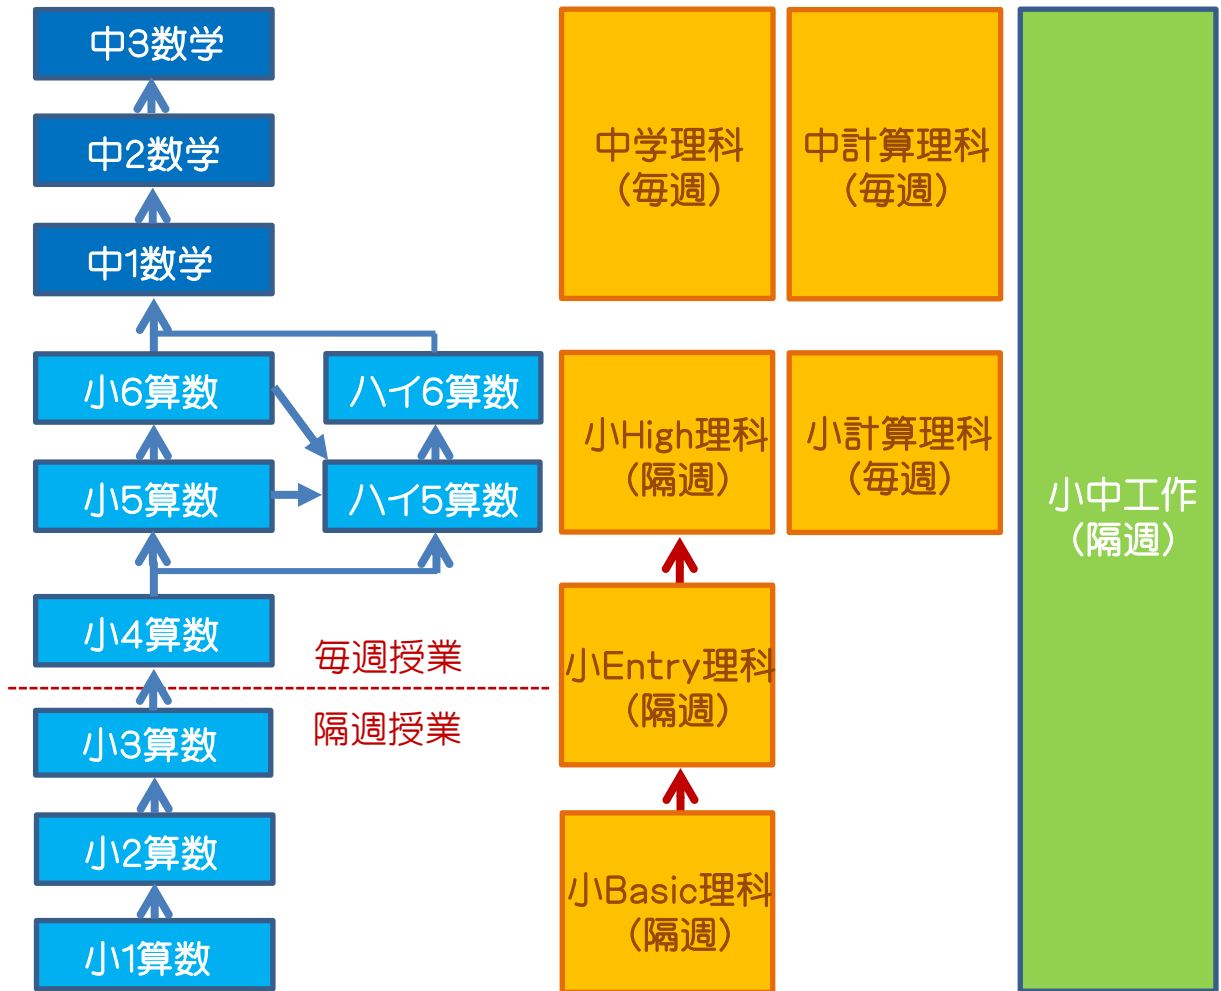 中3数学
中2数学
中1数学
小6算数
ハイ6算数
小5算数
ハイ5算数
小4算数
毎週授業
隔週授業
小3算数
小2算数
小1算数
中学理科
（毎週）
中計算理科
（毎週）
小High理科
（隔週）
小計算理科
（毎週）
小Entry理科
（隔週）
小Basic理科
（隔週）
小中工作
（隔週）